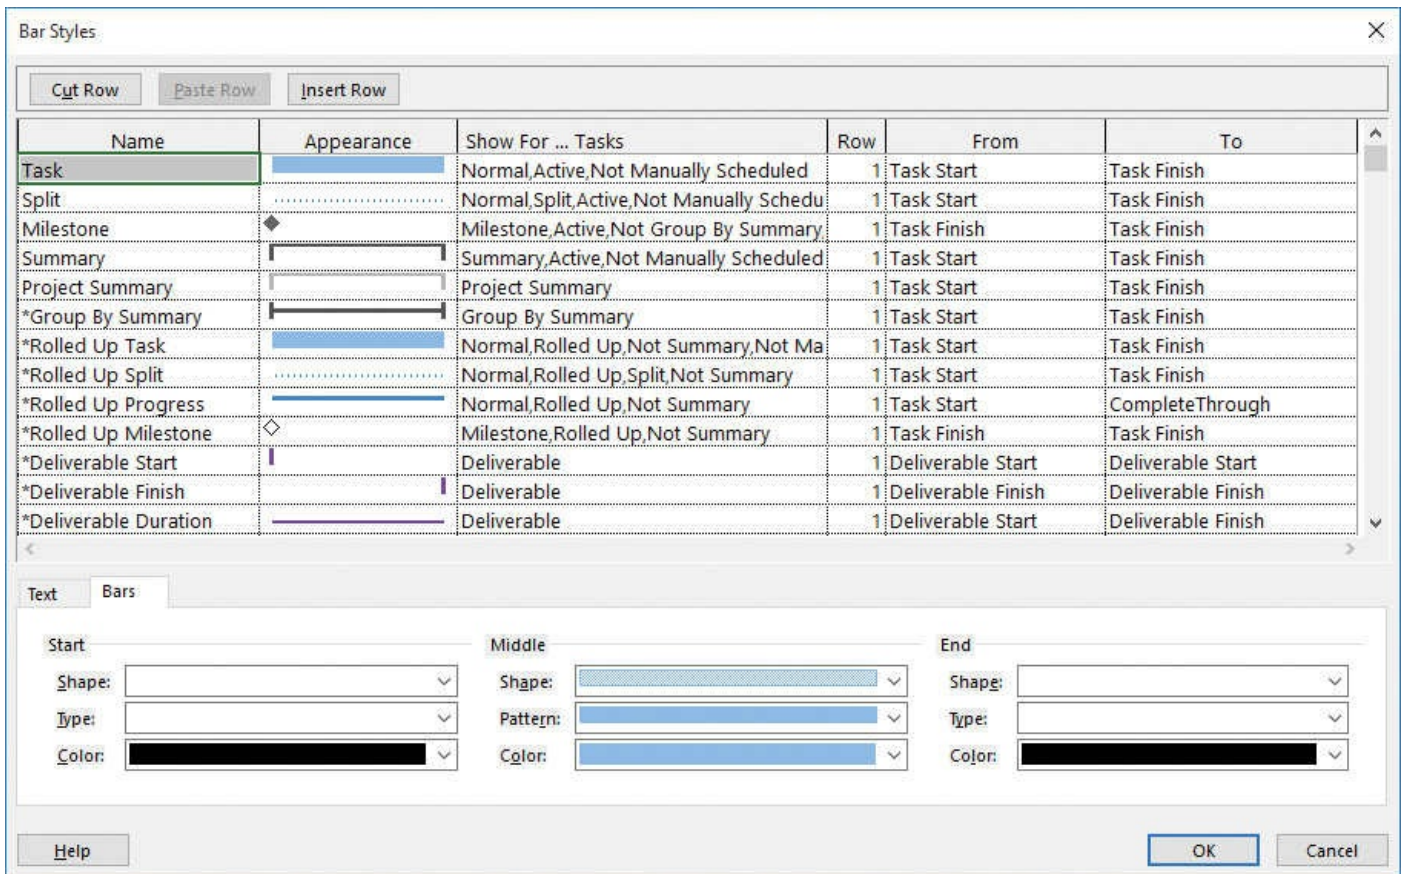 Bar Styles
Cut Row Paste Row Insert Row
Name Appearance Show For ... Tasks Row From To
Task Normal,Active,Not Manually Scheduled 1 Task Start Task Finish
Split Normal,Split,Active,Not Manually Schedu 1 Task Start Task Finish
Milestone Milestone,Active,Not Group By Summary, 1 Task Finish Task Finish
Summary Summary,Active,Not Manually Scheduled 1 Task Start Task Finish
Project Summary Project Summary 1 Task Start Task Finish
*Group By Summary Group By Summary 1 Task Start Task Finish
*Rolled Up Task Normal,Rolled Up,Not Summary,Not Ma 1 Task Start Task Finish
*Rolled Up Split Normal,Rolled Up,Split,Not Summary 1 Task Start Task Finish
*Rolled Up Progress Normal,Rolled Up,Not Summary 1 Task Start CompleteThrough
*Rolled Up Milestone Milestone,Rolled Up,Not Summary 1 Task Finish Task Finish
*Deliverable Start Deliverable 1 Deliverable Start Deliverable Start
*Deliverable Finish Deliverable 1 Deliverable Finish Deliverable Finish
*Deliverable Duration Deliverable 1 Deliverable Start Deliverable Finish
Text Bars
Start Middle End
Shape: Shape: Shape:
Type: Pattern: Type:
Color: Color: Color:
Help OK Cancel